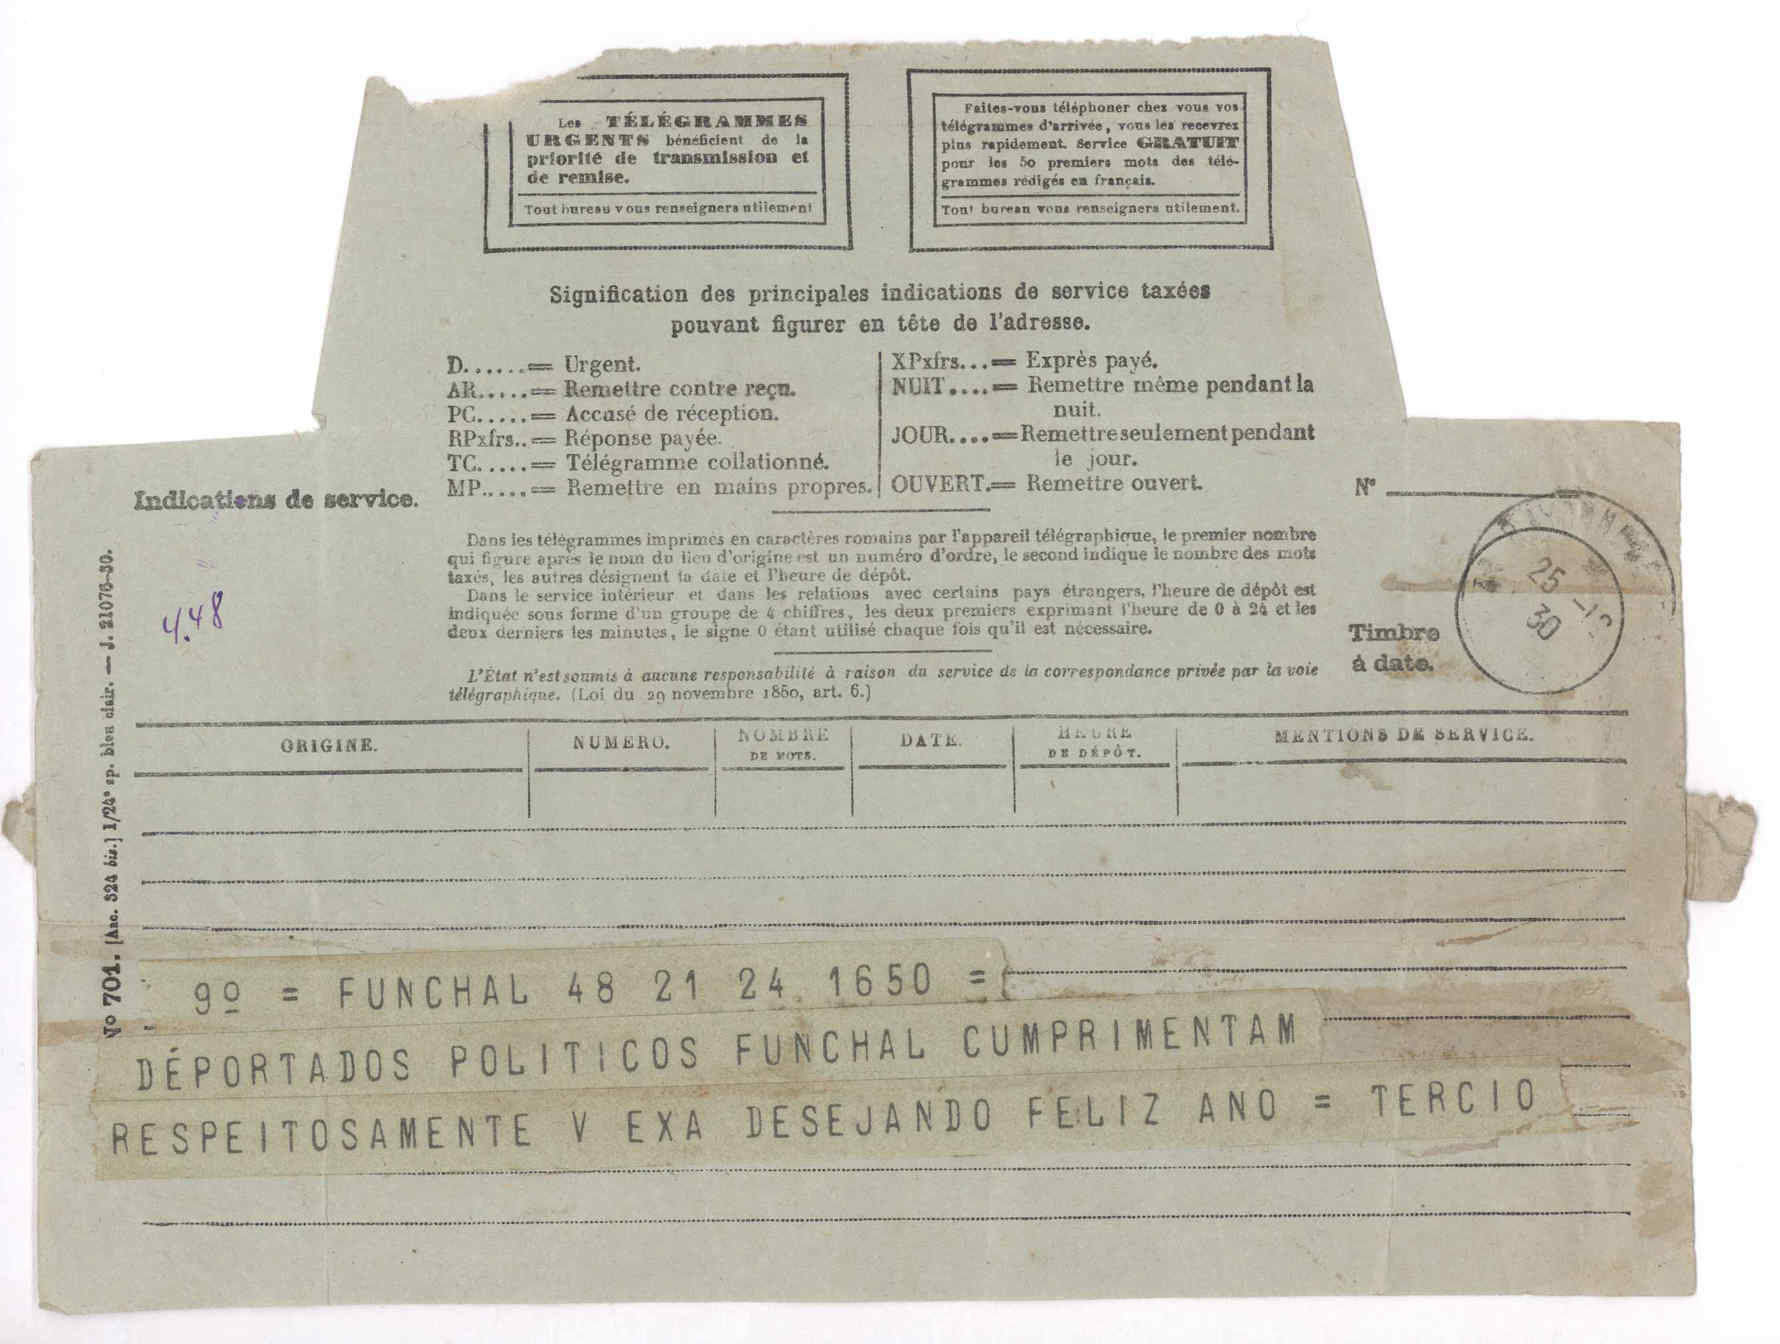 Les TÉLÉGRAMMES
URGENTS bénéficient de la
priorité de transmission et
de remise.
Tout bureau vous renseignera utilement
Faites-vous téléphoner chez vous vos
télégrammes d'arrivée, vous les recevrez
plus rapidement. Service GRATUIT
pour les 50 premiers mots des télé-
grammes rédigés en français.
Tout bureau vous renseignera utilement.
Signification des principales indications de service taxées
pouvant figurer en tête de l'adresse.
D......= Urgent.
AR.....= Remettre contre reçu.
PC.....= Accusé de réception.
RPxfrs..= Réponse payée.
TC.....= Télégramme collationné.
MP.....= Remettre en mains propres.
XPxfrs...= Exprès payé.
NUIT....= Remettre même pendant la
nuit.
JOUR....= Remettre seulement pendant
le jour.
OUVERT.= Remettre ouvert.
Indications de service.
N°
Dans les télégrammes imprimés en caractères romains par l'appareil télégraphique, le premier nombre
qui figure après le nom du lieu d'origine est un numéro d'ordre, le second indique le nombre des mots
taxés, les autres désignent la date et l'heure de dépôt.
Dans le service intérieur et dans les relations avec certains pays étrangers, l'heure de dépôt est
indiquée sous forme d'un groupe de 4 chiffres, les deux premiers exprimant l'heure de 0 à 24 et les
deux derniers les minutes, le signe 0 étant utilisé chaque fois qu'il est nécessaire.
L'État n'est soumis à aucune responsabilité à raison du service de la correspondance privée par la voie
télégraphique. (Loi du 29 novembre 1850, art. 6.)
4.48
Timbre
à date.
25 -12
30
N° 701. [Anc. 524 bis.] 1/24° sp. bleu clair. — J. 21076-30.
ORIGINE.
NUMÉRO.
NOMBRE
DE MOTS.
DATE.
HEURE
DE DÉPÔT.
MENTIONS DE SERVICE.
9º = FUNCHAL 48 21 24 1650 =
DÉPORTADOS POLITICOS FUNCHAL CUMPRIMENTAM
RESPEITOSAMENTE V EXA DESEJANDO FELIZ ANO = TERCIO